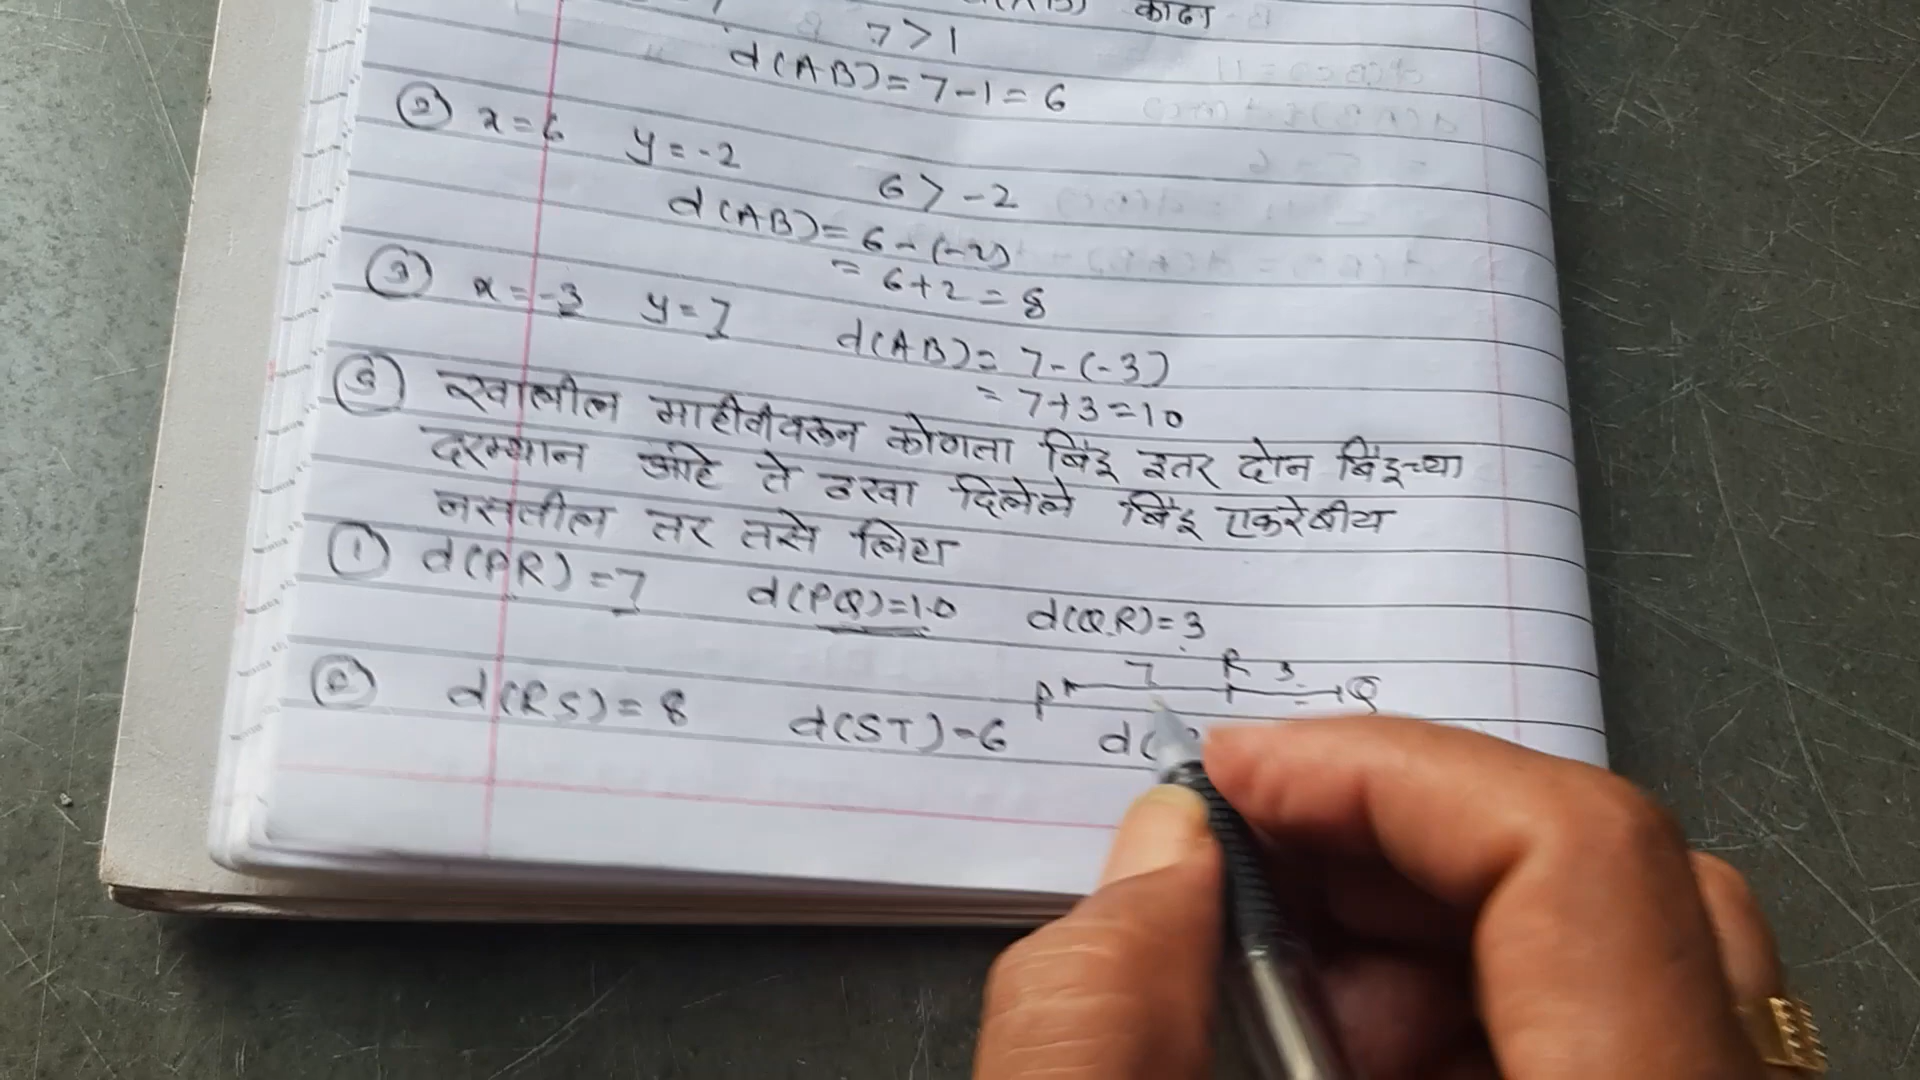 काढा
7 > 1
d(AB) = 7 - 1 = 6
② x = 6 y = -2 6 > -2
d(AB) = 6 - (-2)
= 6 + 2 = 8
③ x = -3 y = 7 d(AB) = 7 - (-3)
= 7 + 3 = 10
खालील माहीतीवरून कोणता बिंदू इतर दोन बिंदूच्या
दरम्यान आहे ते ठरवा दिलेले बिंदू एकरेषीय
नसतील तर तसे लिहा
① d(PR) = 7 d(PQ) = 10 d(QR) = 3
7 R 3
P Q
② d(RS) = 8 d(ST) = 6 d(